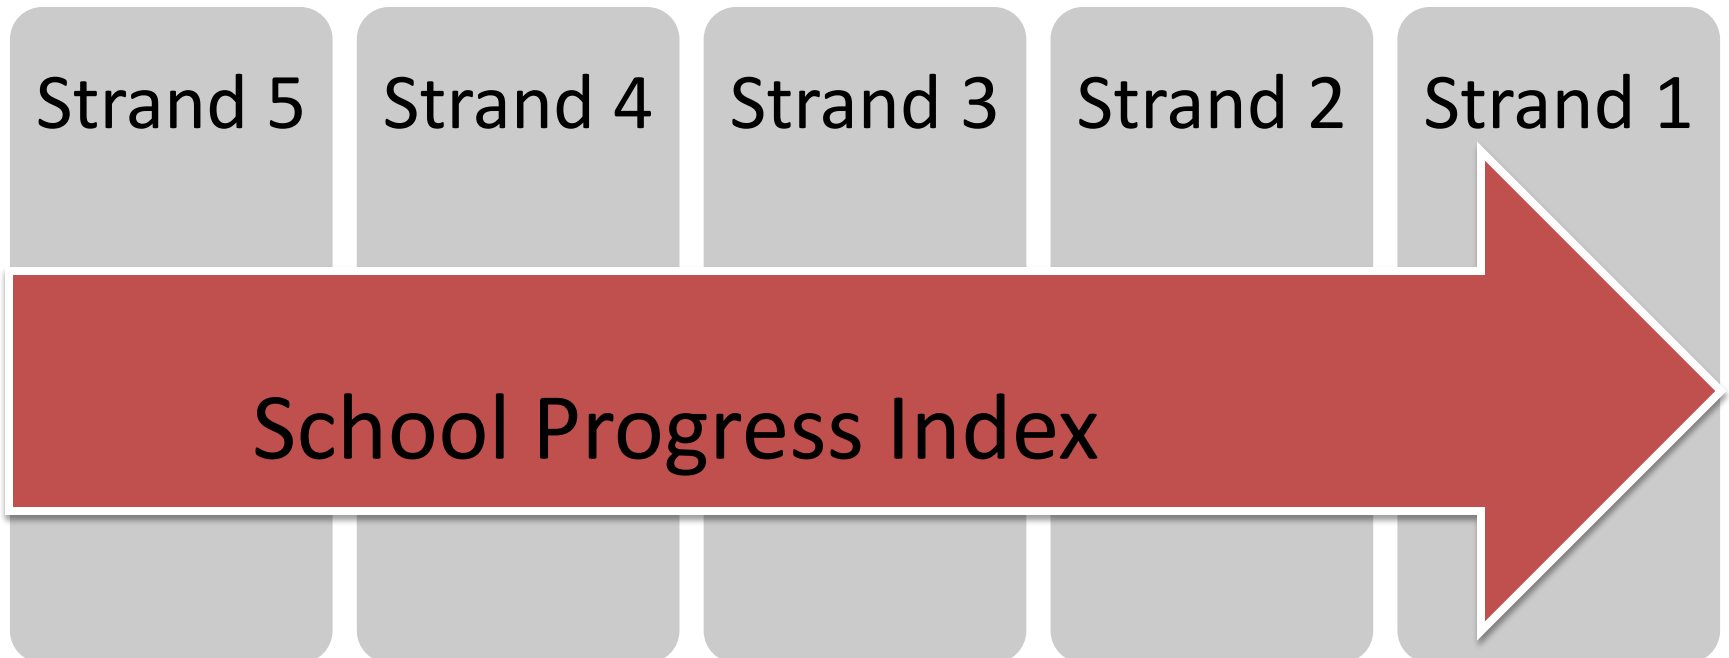 Strand 5
Strand 4
Strand 3
Strand 2
Strand 1
School Progress Index